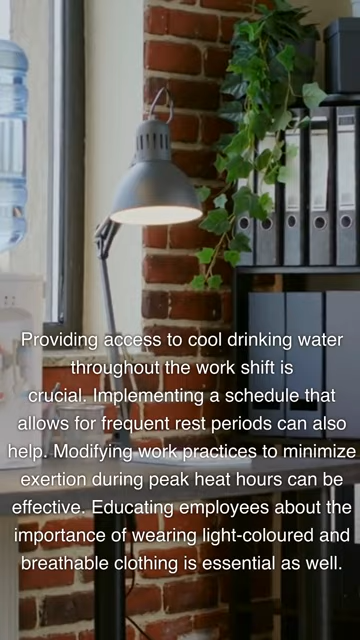 Providing access to cool drinking water
throughout the work shift is
crucial. Implementing a schedule that
allows for frequent rest periods can also
help. Modifying work practices to minimize
exertion during peak heat hours can be
effective. Educating employees about the
importance of wearing light-coloured and
breathable clothing is essential as well.